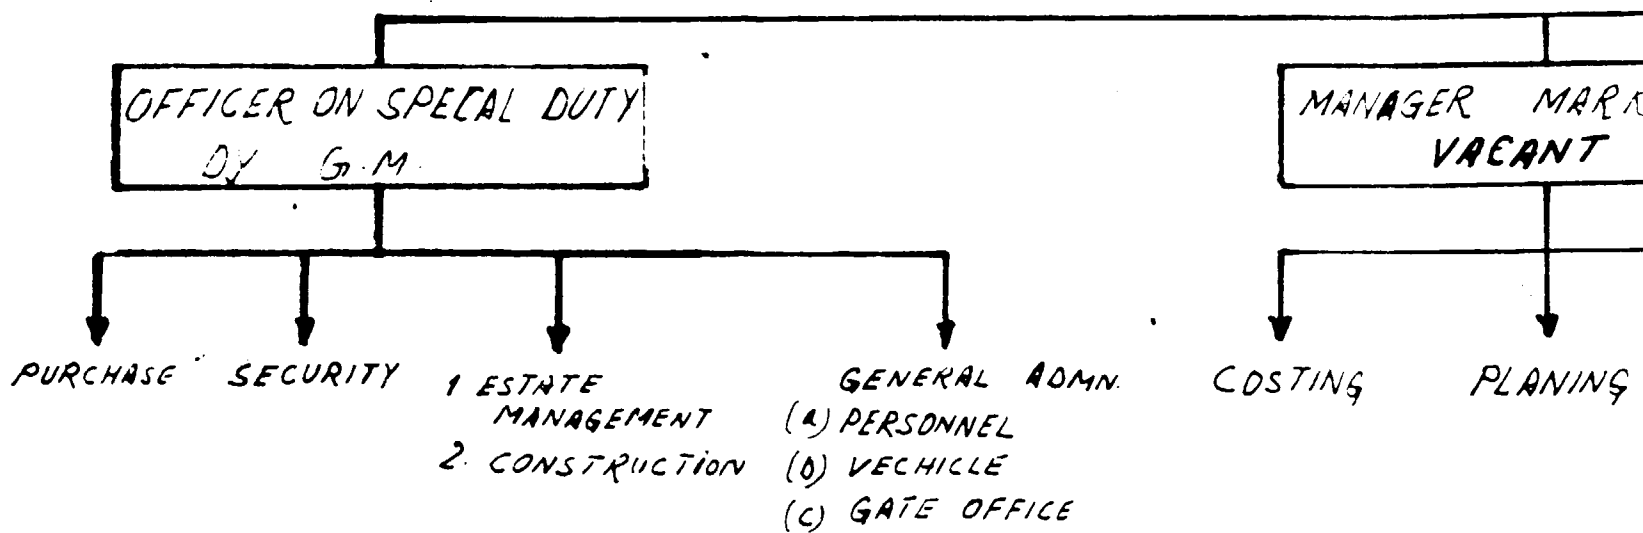 OFFICER ON SPECAL DUTY
DY G.M.
MANAGER MARK
VACANT
PURCHASE
SECURITY
1 ESTATE
MANAGEMENT
2. CONSTRUCTION
GENERAL ADMN.
(a) PERSONNEL
(b) VECHICLE
(c) GATE OFFICE
COSTING
PLANING